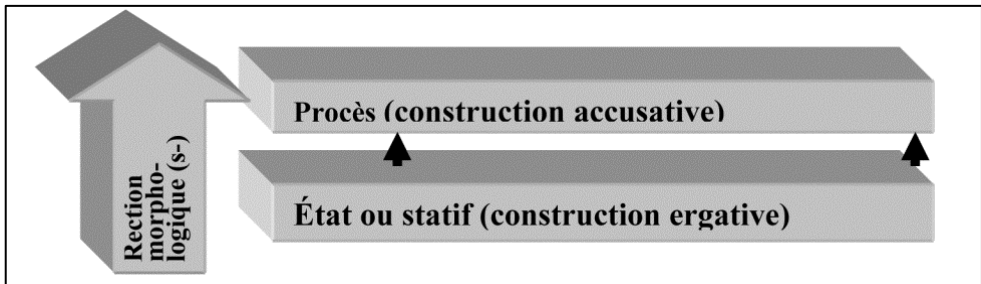 Rection
morpho-
logique (s-)
Procès (construction accusative)
État ou statif (construction ergative)